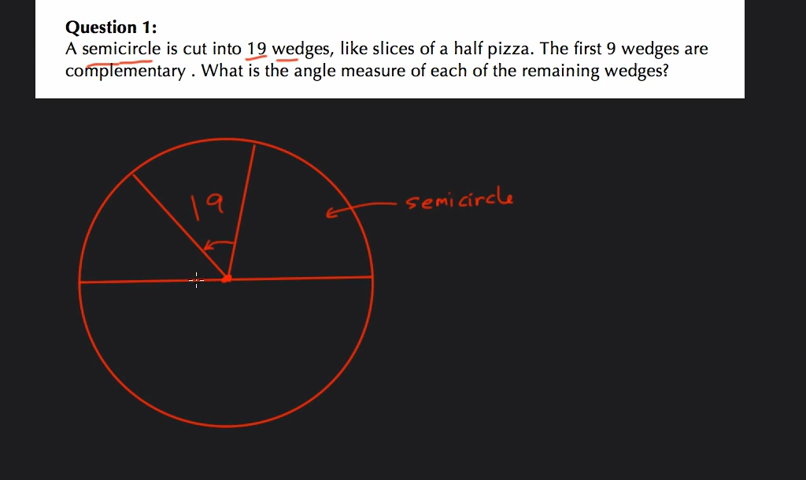 Question 1:
A semicircle is cut into 19 wedges, like slices of a half pizza. The first 9 wedges are
complementary . What is the angle measure of each of the remaining wedges?
19
semicircle